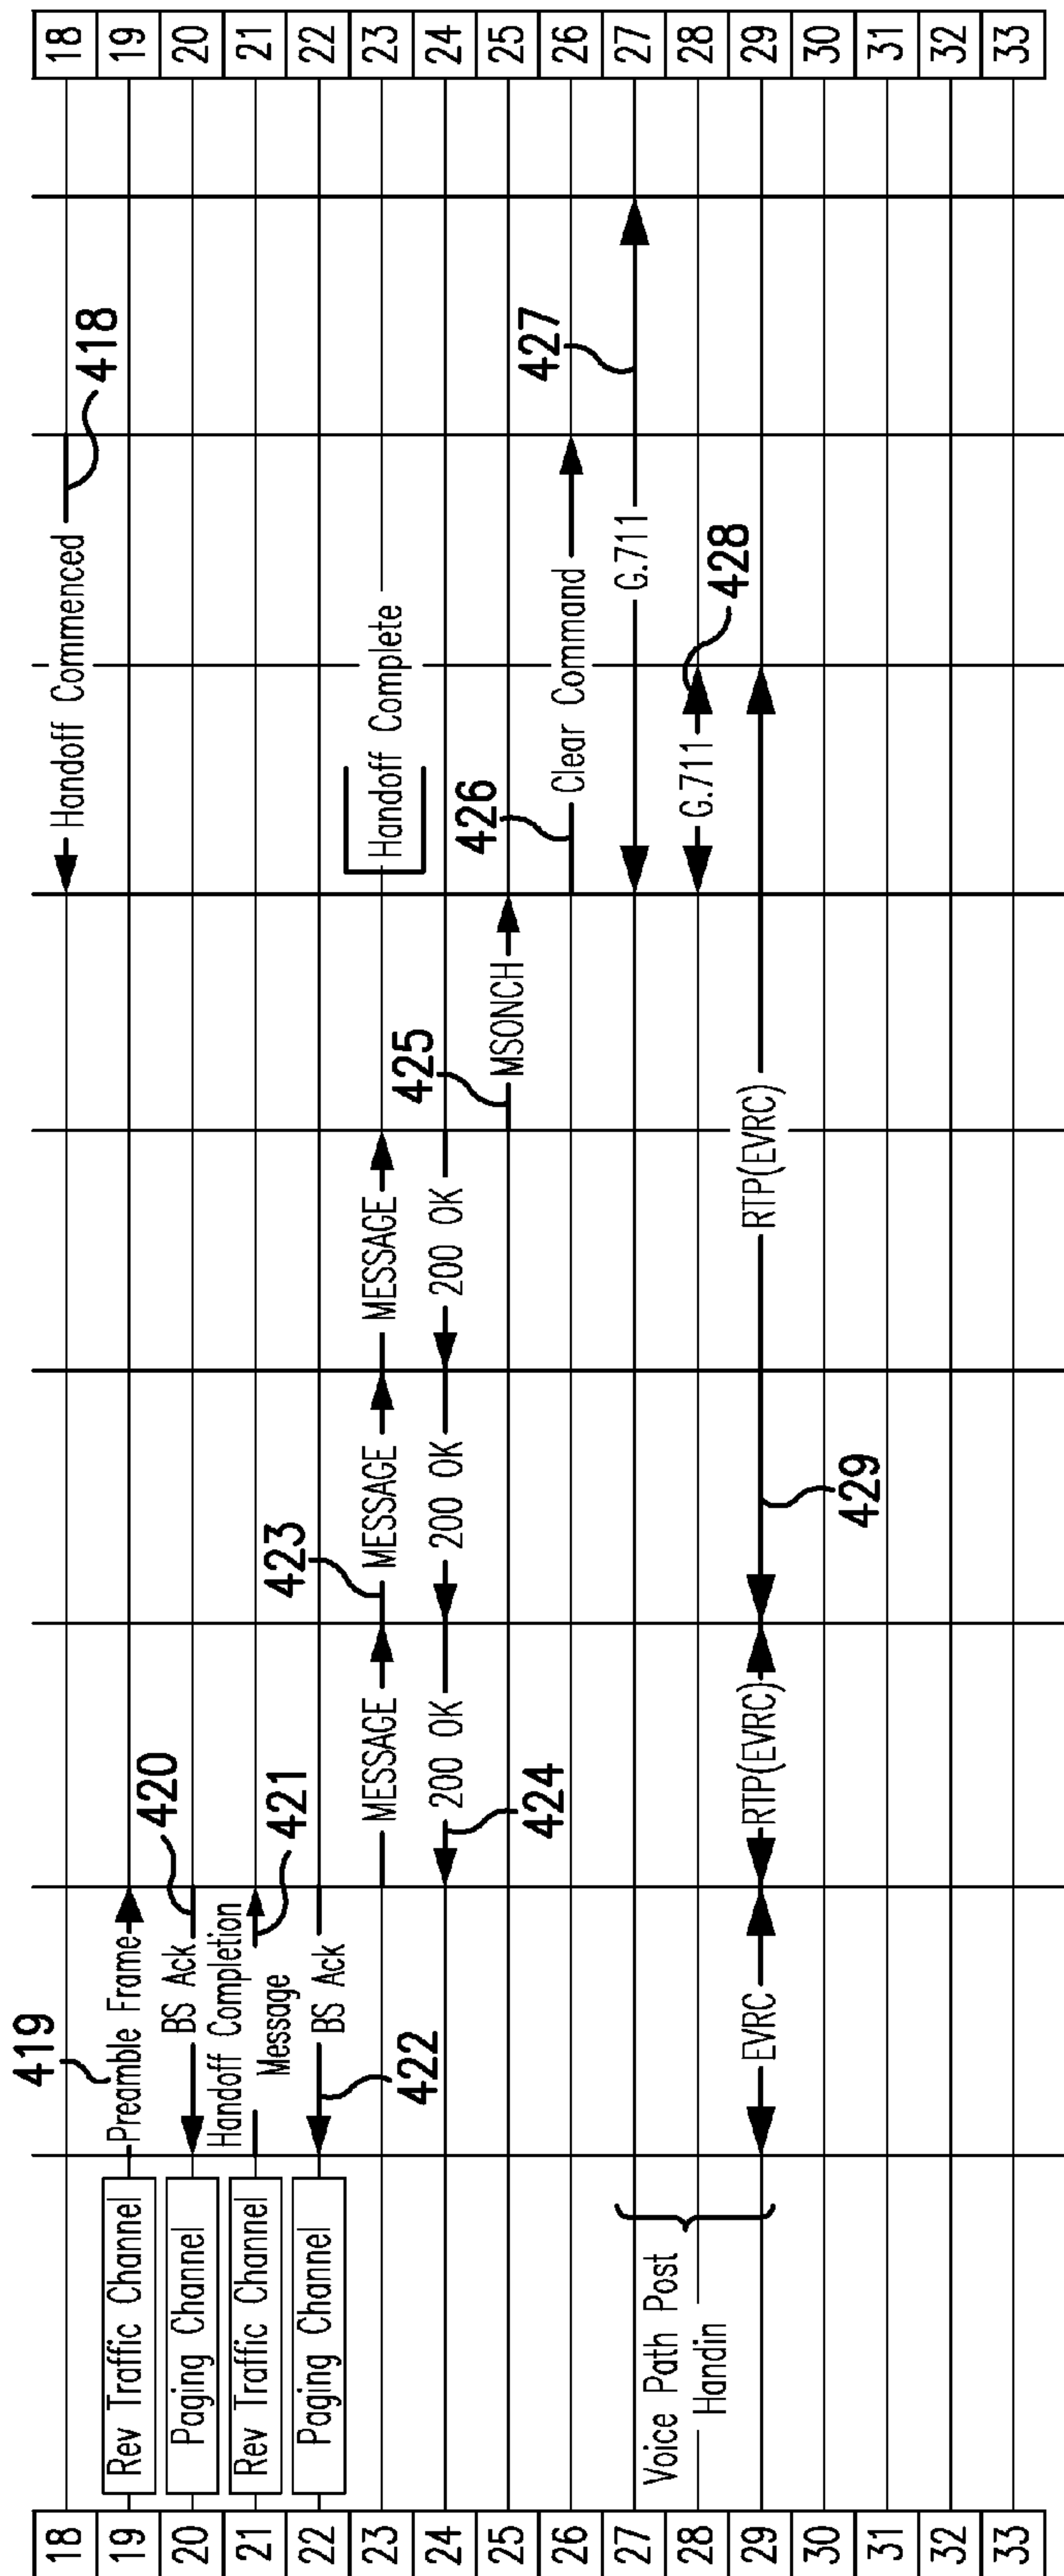 18 Handoff Commenced 418 18
19 Rev Traffic Channel 419 Preamble Frame 19
20 Paging Channel BS Ack 420 20
21 Rev Traffic Channel Handoff Completion Message 421 21
22 Paging Channel BS Ack 422 22
23 MESSAGE 423 MESSAGE MESSAGE Handoff Complete 23
24 200 OK 424 200 OK 200 OK 24
25 425 MSONCH 25
26 426 Clear Command 26
27 G.711 427 27
Voice Path Post
Handin
28 G.711 428 28
29 EVRC RTP(EVRC) 429 RTP(EVRC) 29
30 30
31 31
32 32
33 33